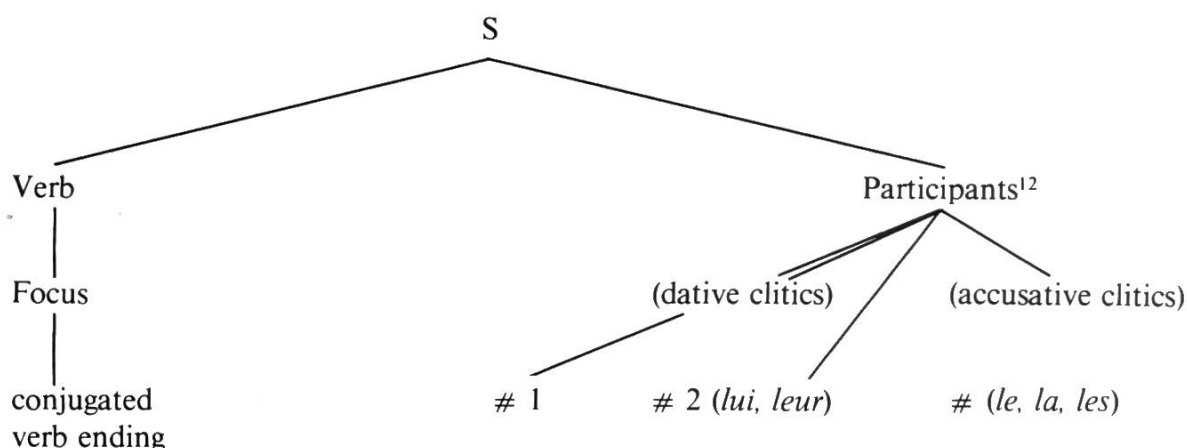 S
Verb Participants¹²
Focus (dative clitics) (accusative clitics)
conjugated # 1 # 2 (lui, leur) # (le, la, les)
verb ending